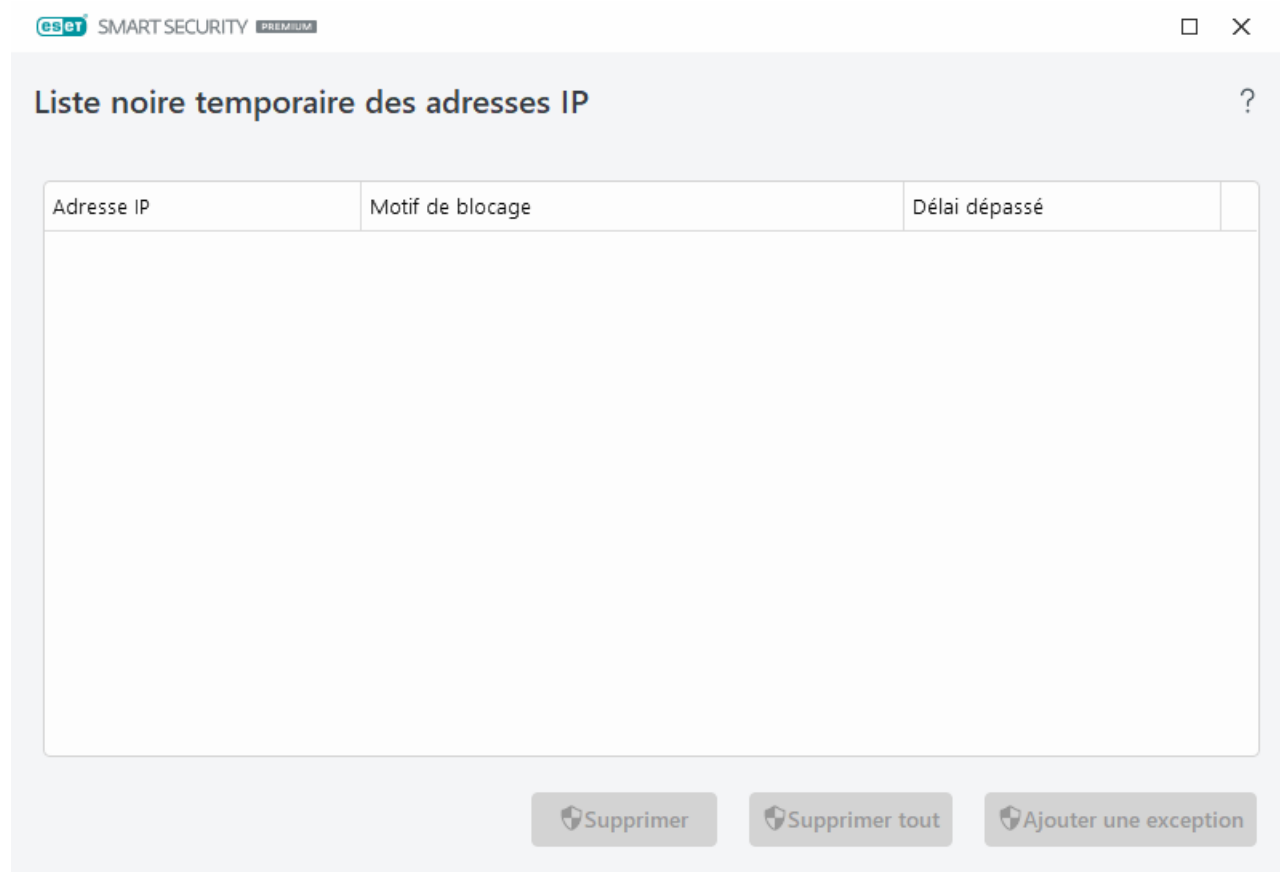 eset SMART SECURITY PREMIUM
Liste noire temporaire des adresses IP ?
Adresse IP Motif de blocage Délai dépassé
Supprimer Supprimer tout Ajouter une exception